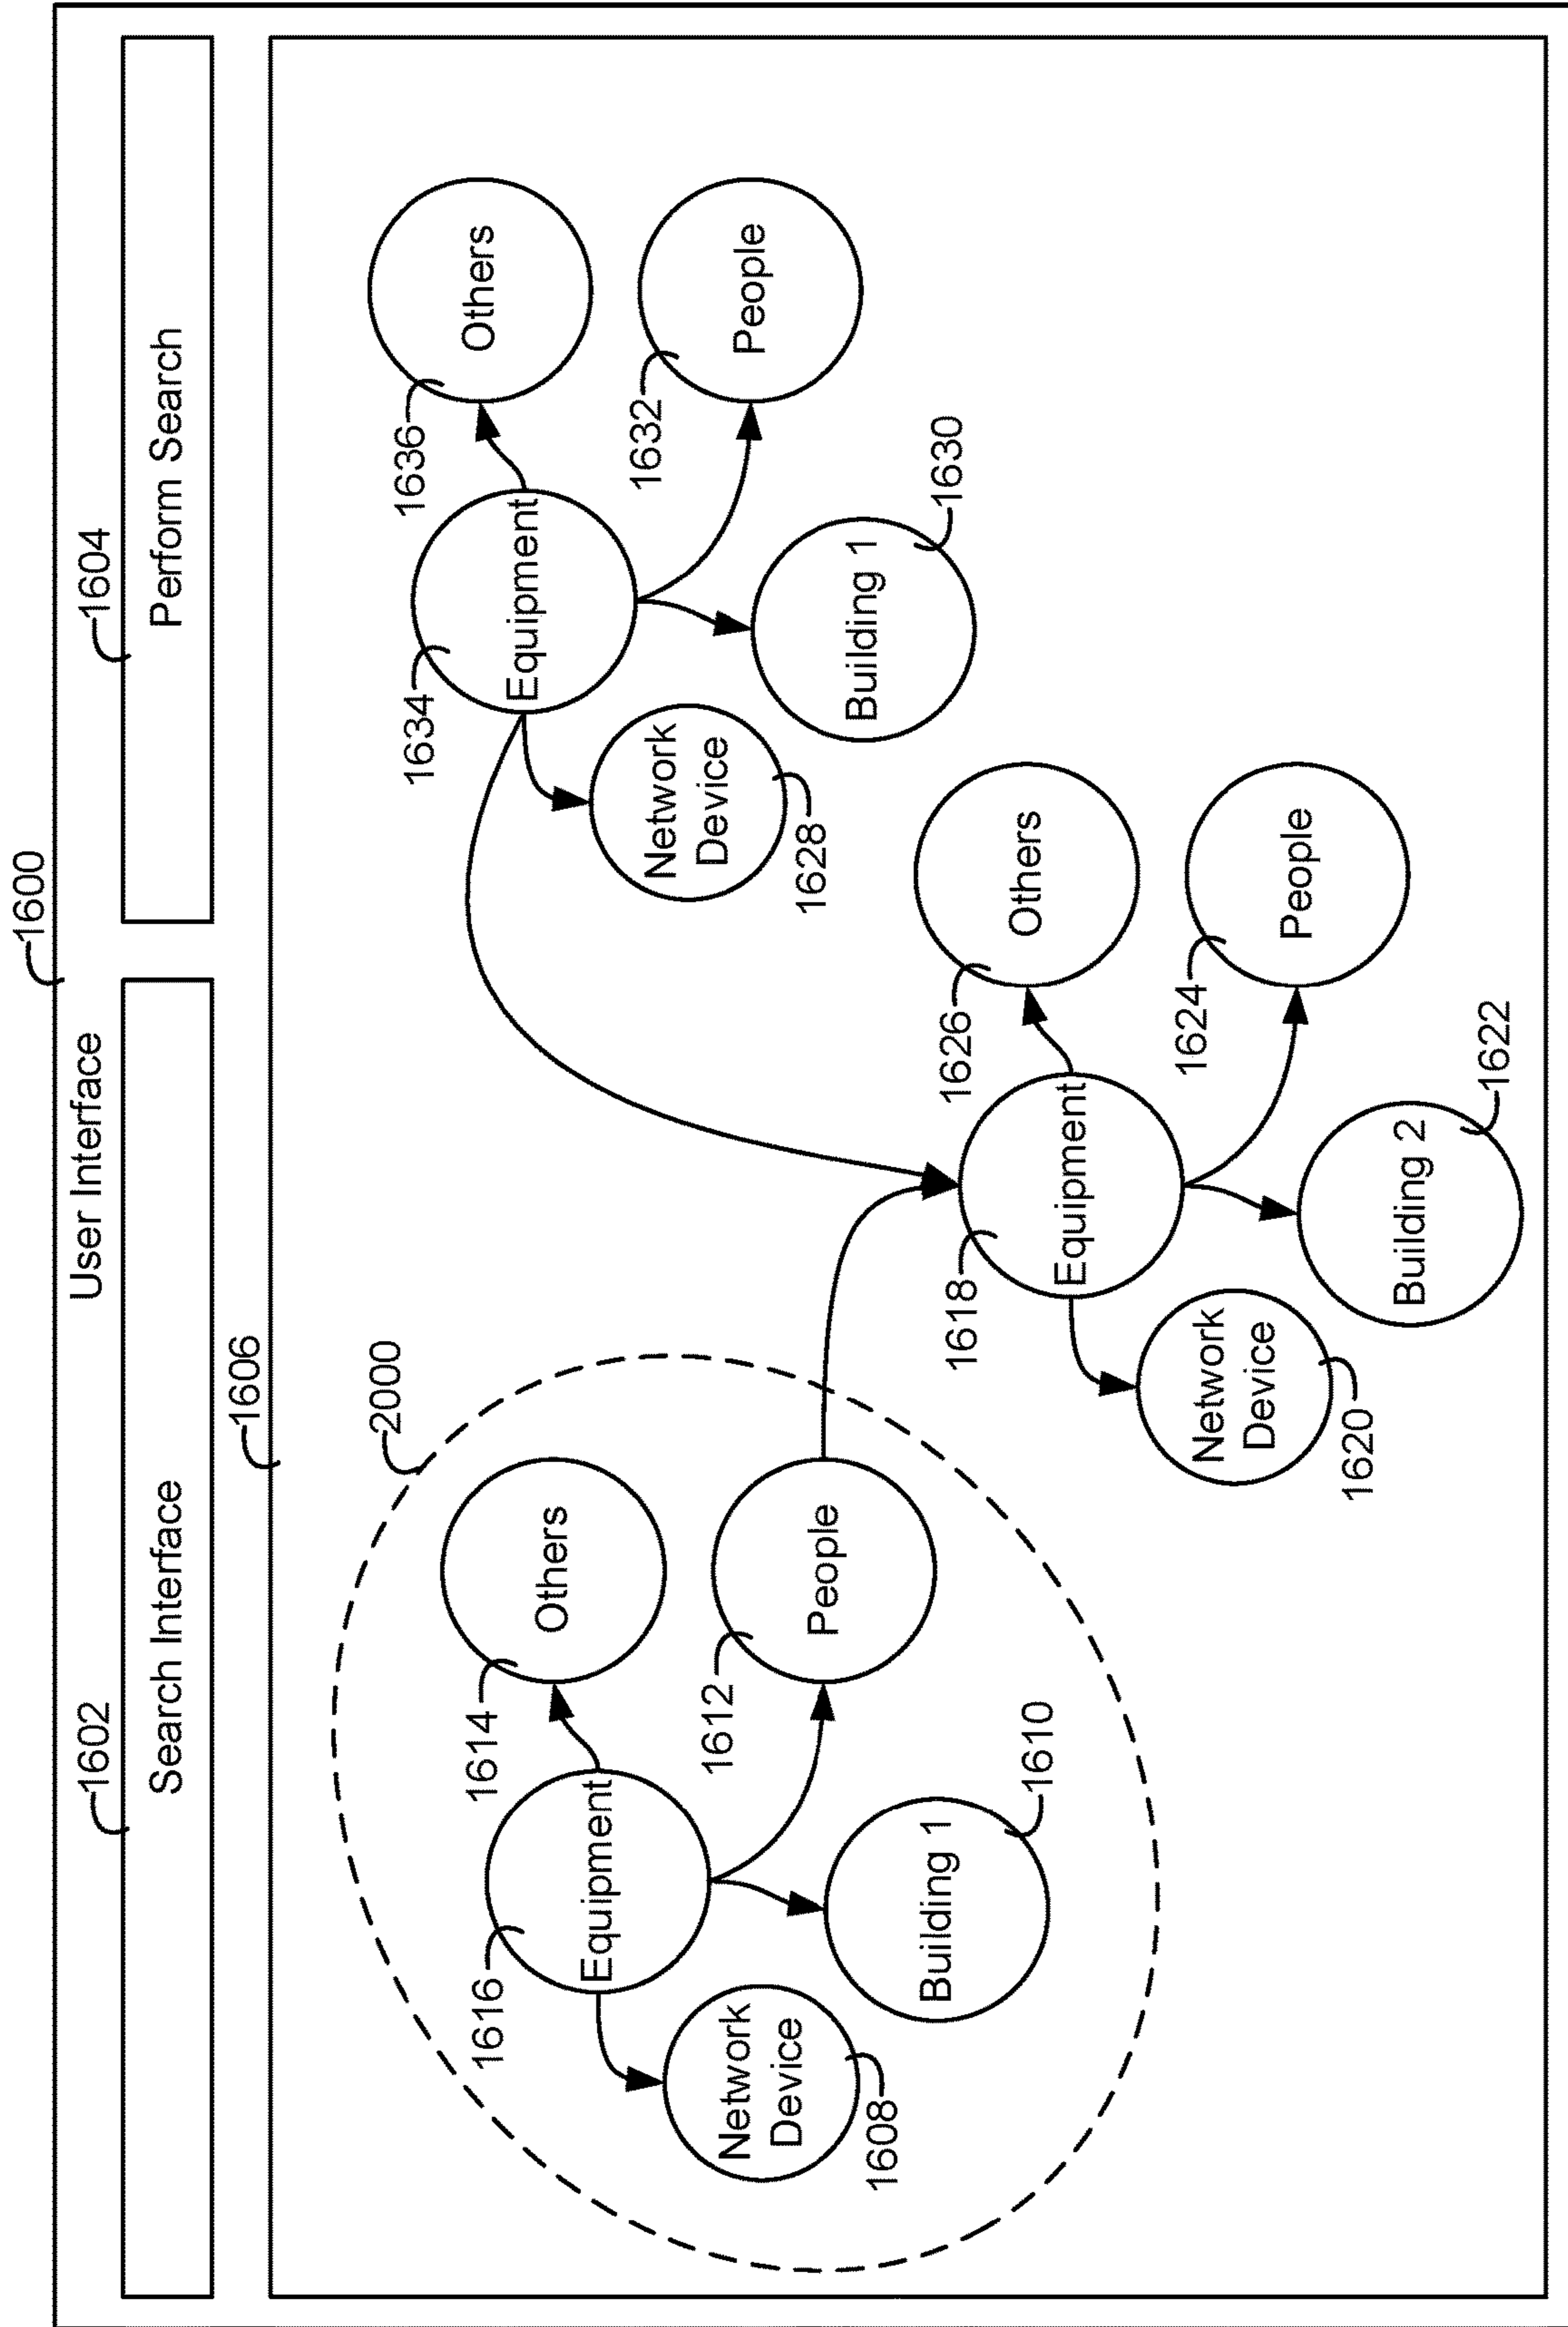 1600
User Interface
1602
1604
Search Interface
Perform Search
1606
2000
1616
Equipment
1614
Others
1612
People
Network
Device
1608
Building 1
1610
1634
Equipment
1636
Others
1632
People
Network
Device
1628
Building 1
1630
1618
Equipment
1626
Others
1624
People
Network
Device
1620
Building 2
1622